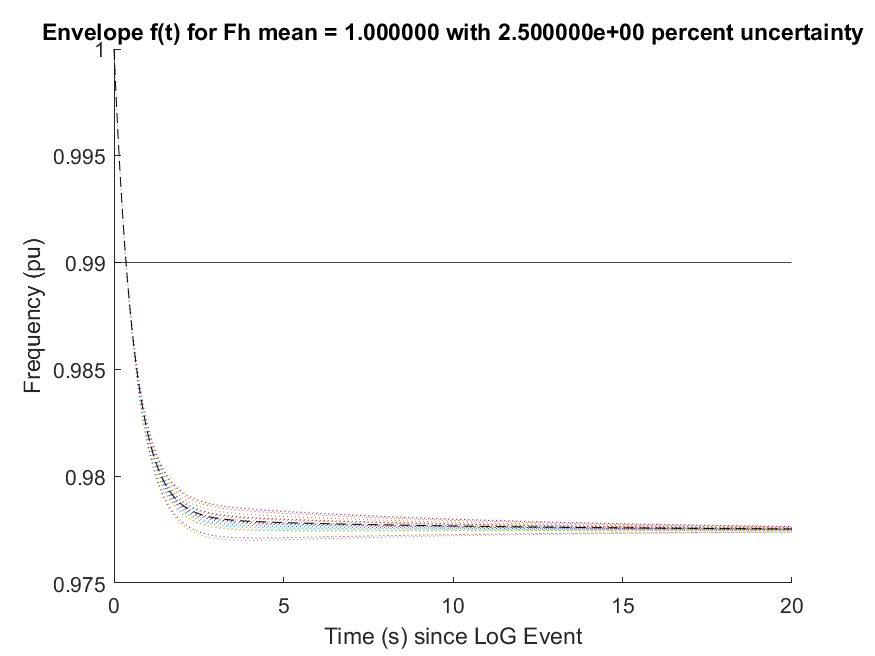 Envelope f(t) for Fh mean = 1.000000 with 2.500000e+00 percent uncertainty
1
0.995
0.99
0.985
0.98
0.975
Frequency (pu)
0 5 10 15 20
Time (s) since LoG Event